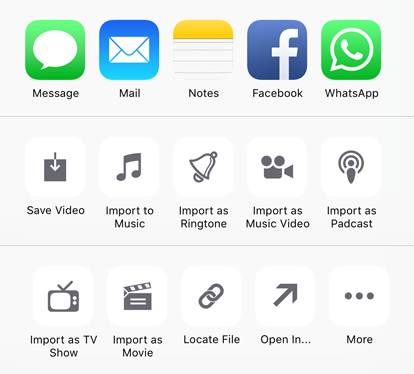 Message Mail Notes Facebook WhatsApp
Save Video Import to Import as Import as Import as
Music Ringtone Music Video Padcast
Import as TV Import as Locate File Open In... More
Show Movie